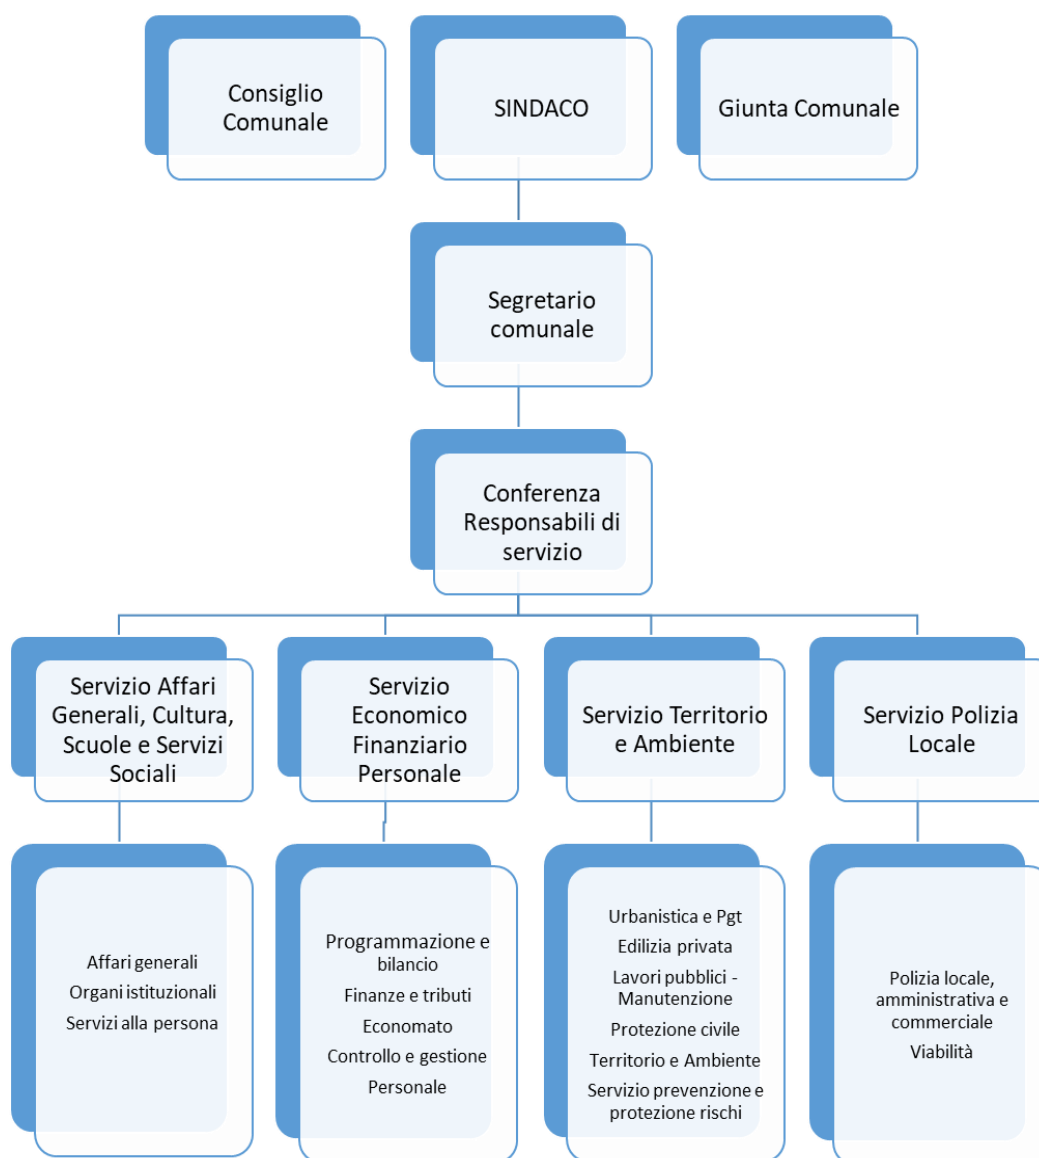 Consiglio
Comunale
SINDACO
Giunta Comunale
Segretario
comunale
Conferenza
Responsabili di
servizio
Servizio Affari
Generali, Cultura,
Scuole e Servizi
Sociali
Servizio
Economico
Finanziario
Personale
Servizio Territorio
e Ambiente
Servizio Polizia
Locale
Affari generali
Organi istituzionali
Servizi alla persona
Programmazione e
bilancio
Finanze e tributi
Economato
Controllo e gestione
Personale
Urbanistica e Pgt
Edilizia privata
Lavori pubblici -
Manutenzione
Protezione civile
Territorio e Ambiente
Servizio prevenzione e
protezione rischi
Polizia locale,
amministrativa e
commerciale
Viabilità